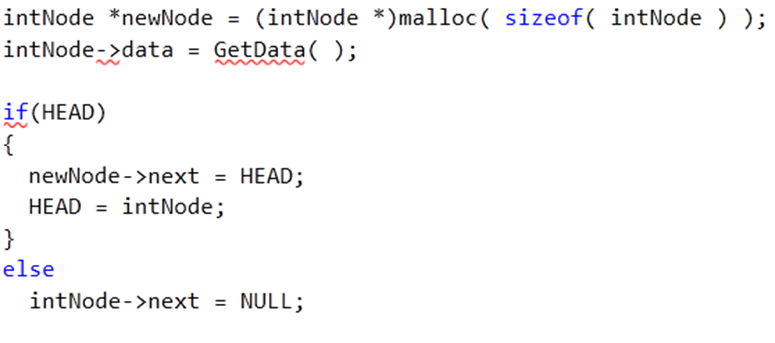 intNode *newNode = (intNode *)malloc( sizeof( intNode ) );
intNode->data = GetData( );
if(HEAD)
{
newNode->next = HEAD;
HEAD = intNode;
}
else
intNode->next = NULL;